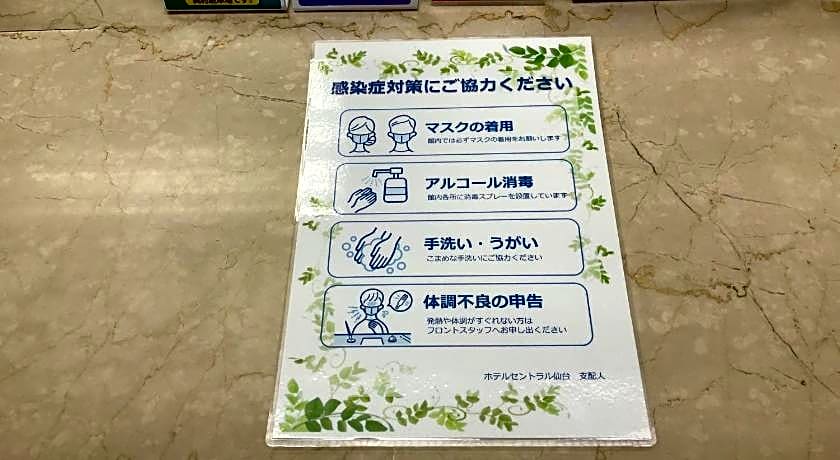 両用駐車場です。
感染症対策にご協力ください
マスクの着用
館内では必ずマスクの着用をお願いします
アルコール消毒
館内各所に消毒スプレーを設置しています
手洗い・うがい
こまめな手洗いにご協力ください
体調不良の申告
発熱や体調がすぐれない方は
フロントスタッフへお申し出ください
ホテルセントラル仙台　支配人